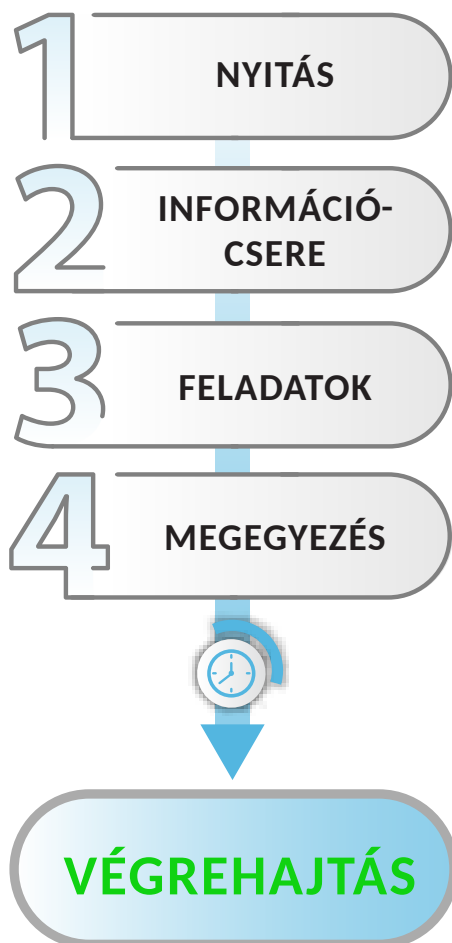 1
NYITÁS
2
INFORMÁCIÓ-
CSERE
3
FELADATOK
4
MEGEGYEZÉS
VÉGREHAJTÁS